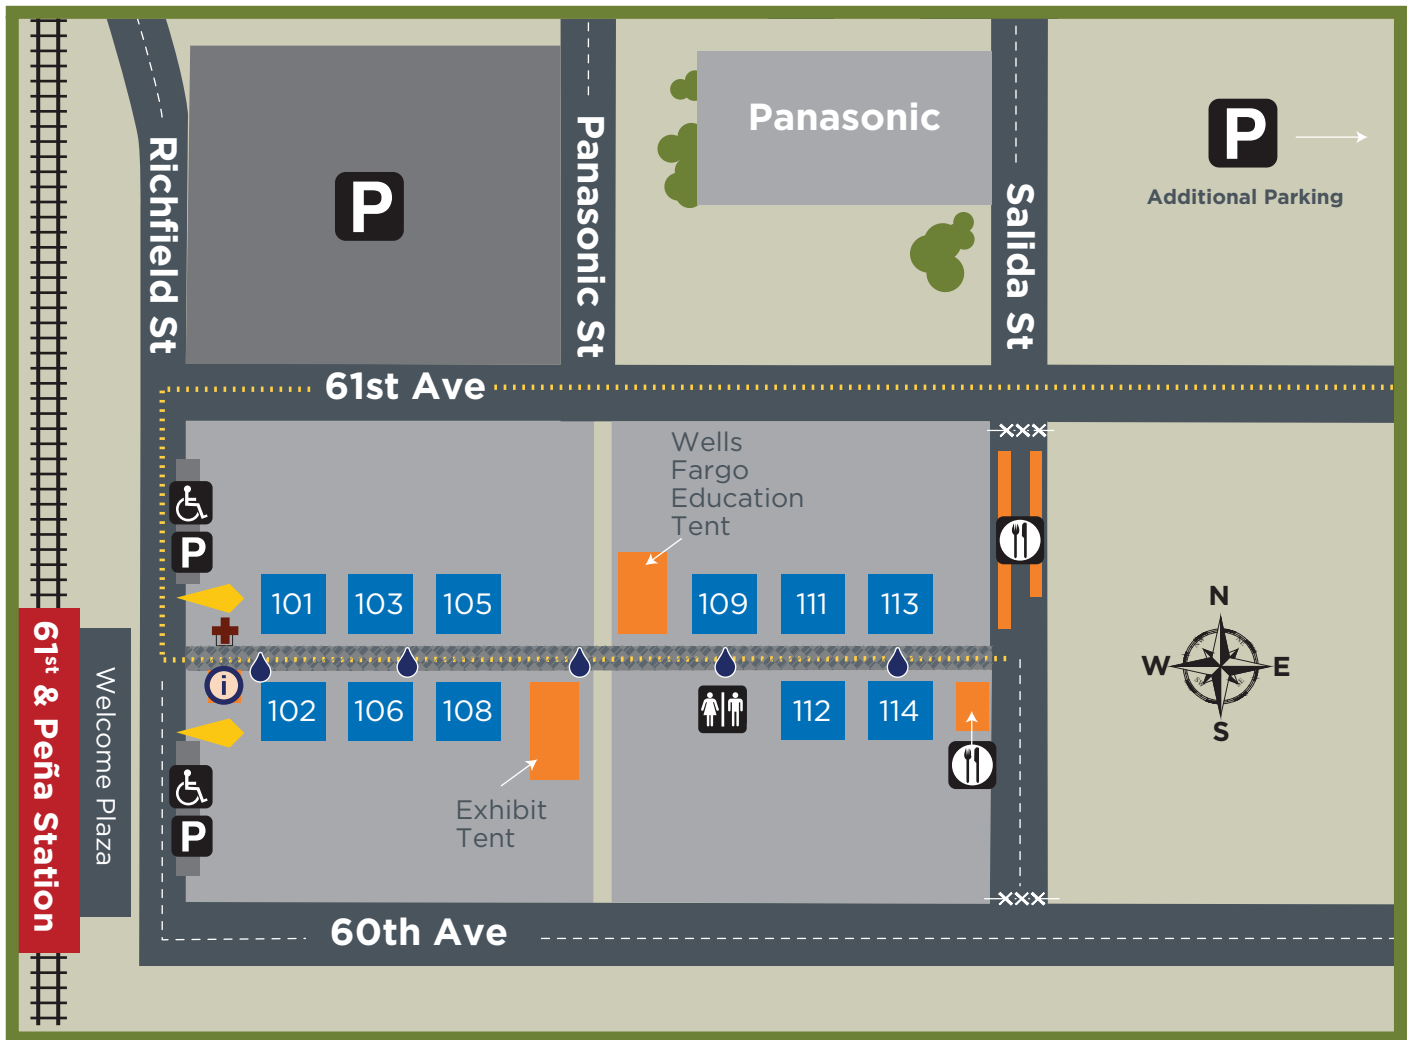 Panasonic
P
P
Additional Parking
Richfield St
Panasonic St
Salida St
61st Ave
Wells
Fargo
Education
Tent
P
101
103
105
109
111
113
N
W
E
S
i
102
106
108
112
114
61st & Peña Station
Welcome Plaza
Exhibit
Tent
P
60th Ave